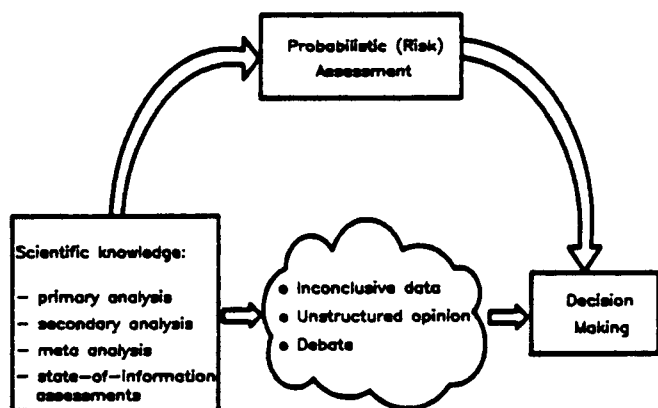 Probabilistic (Risk)
Assessment
Scientific knowledge:
- primary analysis
- secondary analysis
- meta analysis
- state-of-information
assessments
• Inconclusive data
• Unstructured opinion
• Debate
Decision
Making